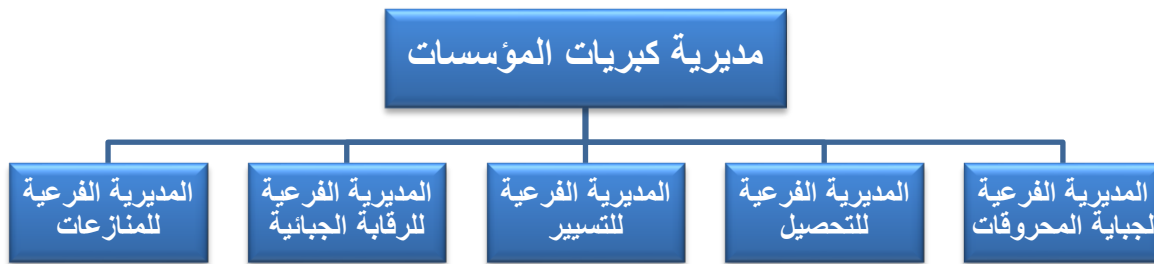 مديرية كبريات المؤسسات
المديرية الفرعية
لجباية المحروقات
المديرية الفرعية
للتحصيل
المديرية الفرعية
للتسيير
المديرية الفرعية
للرقابة الجبائية
المديرية الفرعية
للمنازعات